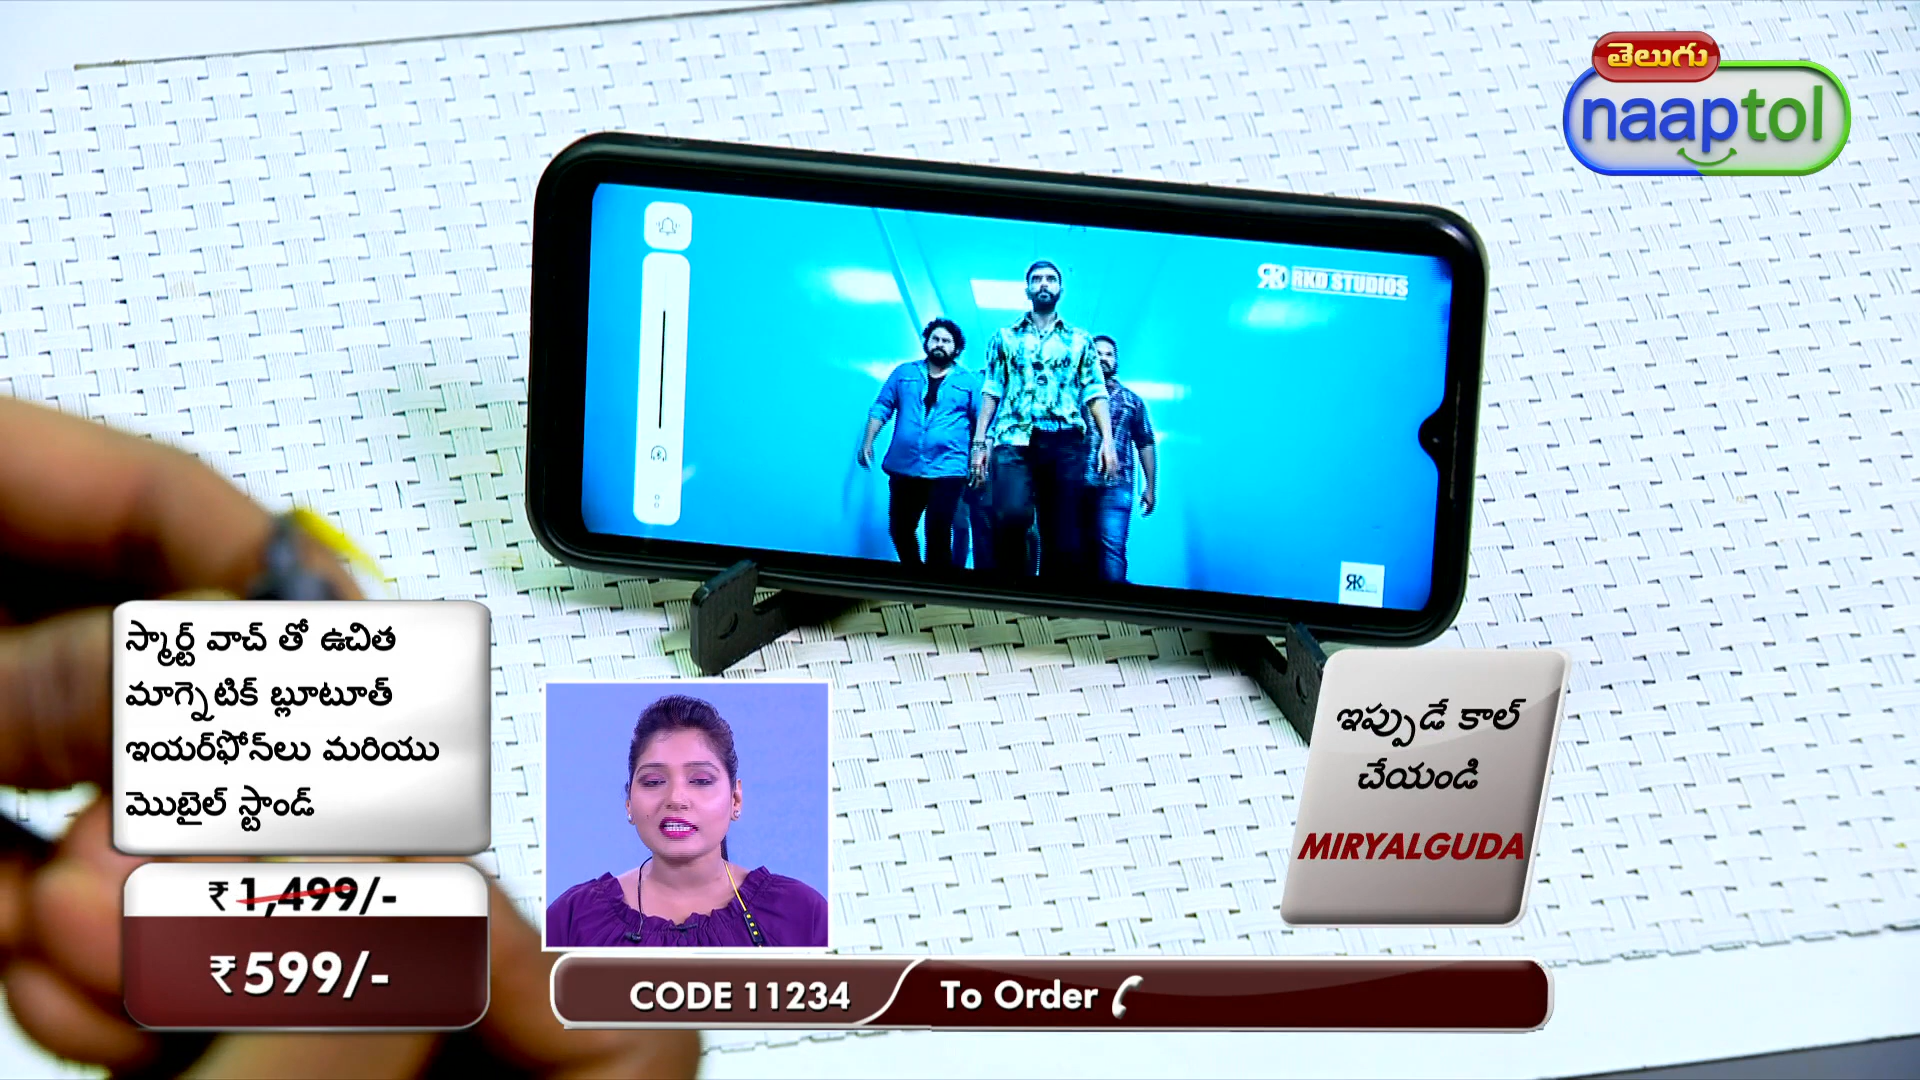 తెలుగు
naaptol
RKD STUDIOS
స్మార్ట్ వాచ్ తో ఉచిత
మాగ్నెటిక్ బ్లూటూత్
ఇయర్‌ఫోన్‌లు మరియు
మొబైల్ స్టాండ్
₹ 1,499/-
₹ 599/-
ఇప్పుడే కాల్
చేయండి
MIRYALGUDA
CODE 11234
To Order